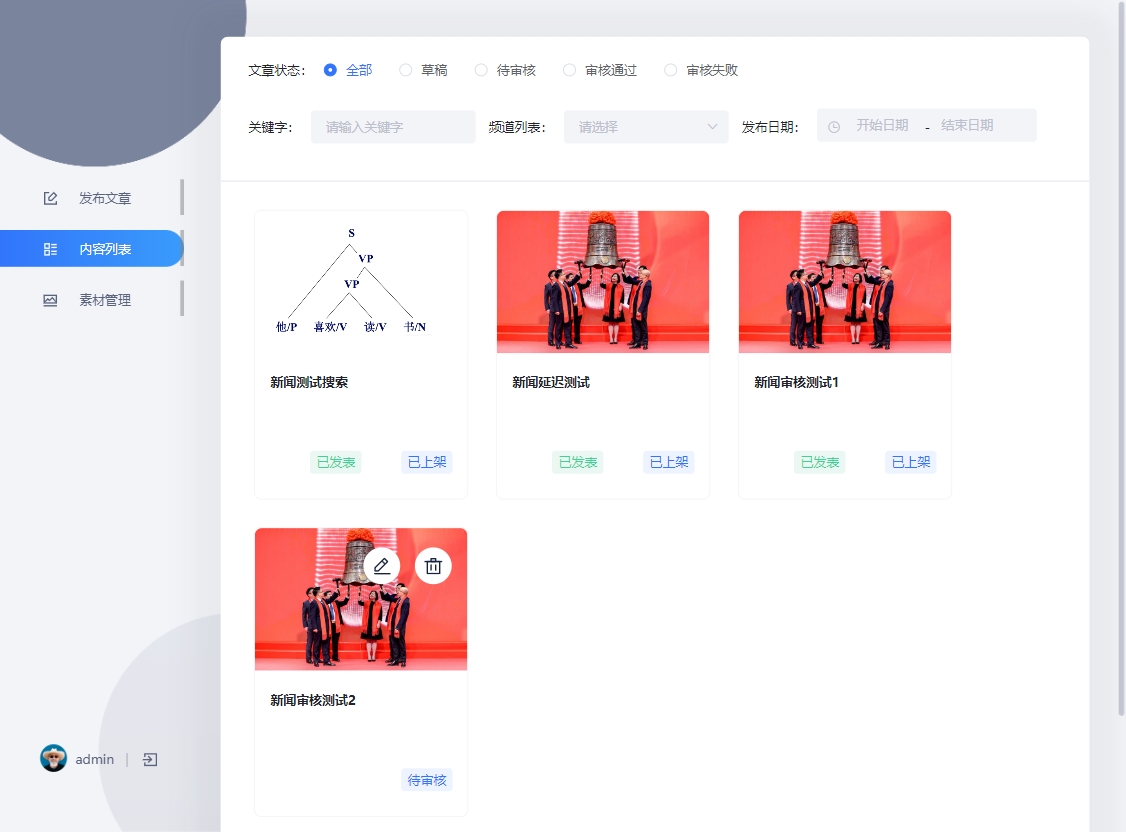 文章状态： 全部 草稿 待审核 审核通过 审核失败
关键字： 请输入关键字 频道列表： 请选择 发布日期： 开始日期 - 结束日期
发布文章
内容列表
素材管理
S
VP
VP
他/P 喜欢/V 读/V 书/N
新闻测试搜索
已发表 已上架
新闻延迟测试
已发表 已上架
新闻审核测试1
已发表 已上架
新闻审核测试2
待审核
admin |